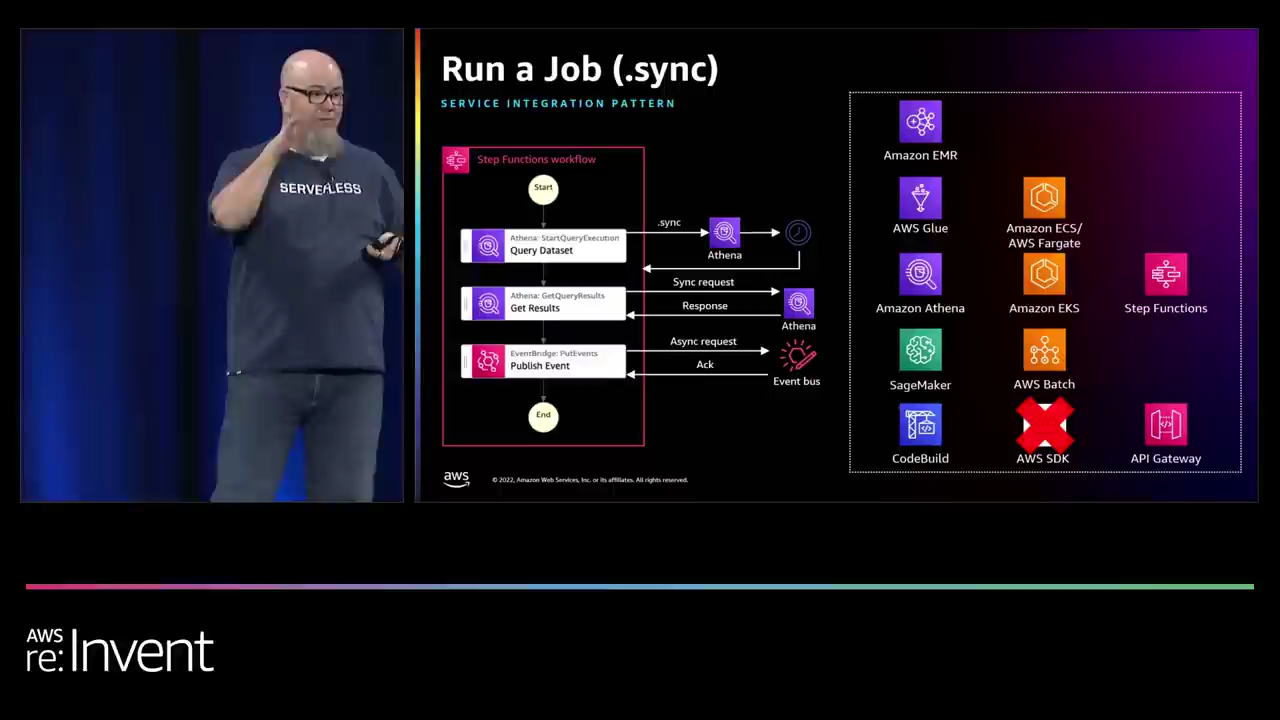 SERVERLESS
Run a Job (.sync)
SERVICE INTEGRATION PATTERN
Step Functions workflow
Start
Athena: StartQueryExecution
Query Dataset
.sync
Athena
Athena: GetQueryResults
Get Results
Sync request
Response
Athena
EventBridge: PutEvents
Publish Event
Async request
Ack
Event bus
End
Amazon EMR
AWS Glue
Amazon ECS/
AWS Fargate
Amazon Athena
Amazon EKS
Step Functions
SageMaker
AWS Batch
CodeBuild
AWS SDK
API Gateway
aws
© 2022, Amazon Web Services, Inc. or its affiliates. All rights reserved.
AWS
re:Invent